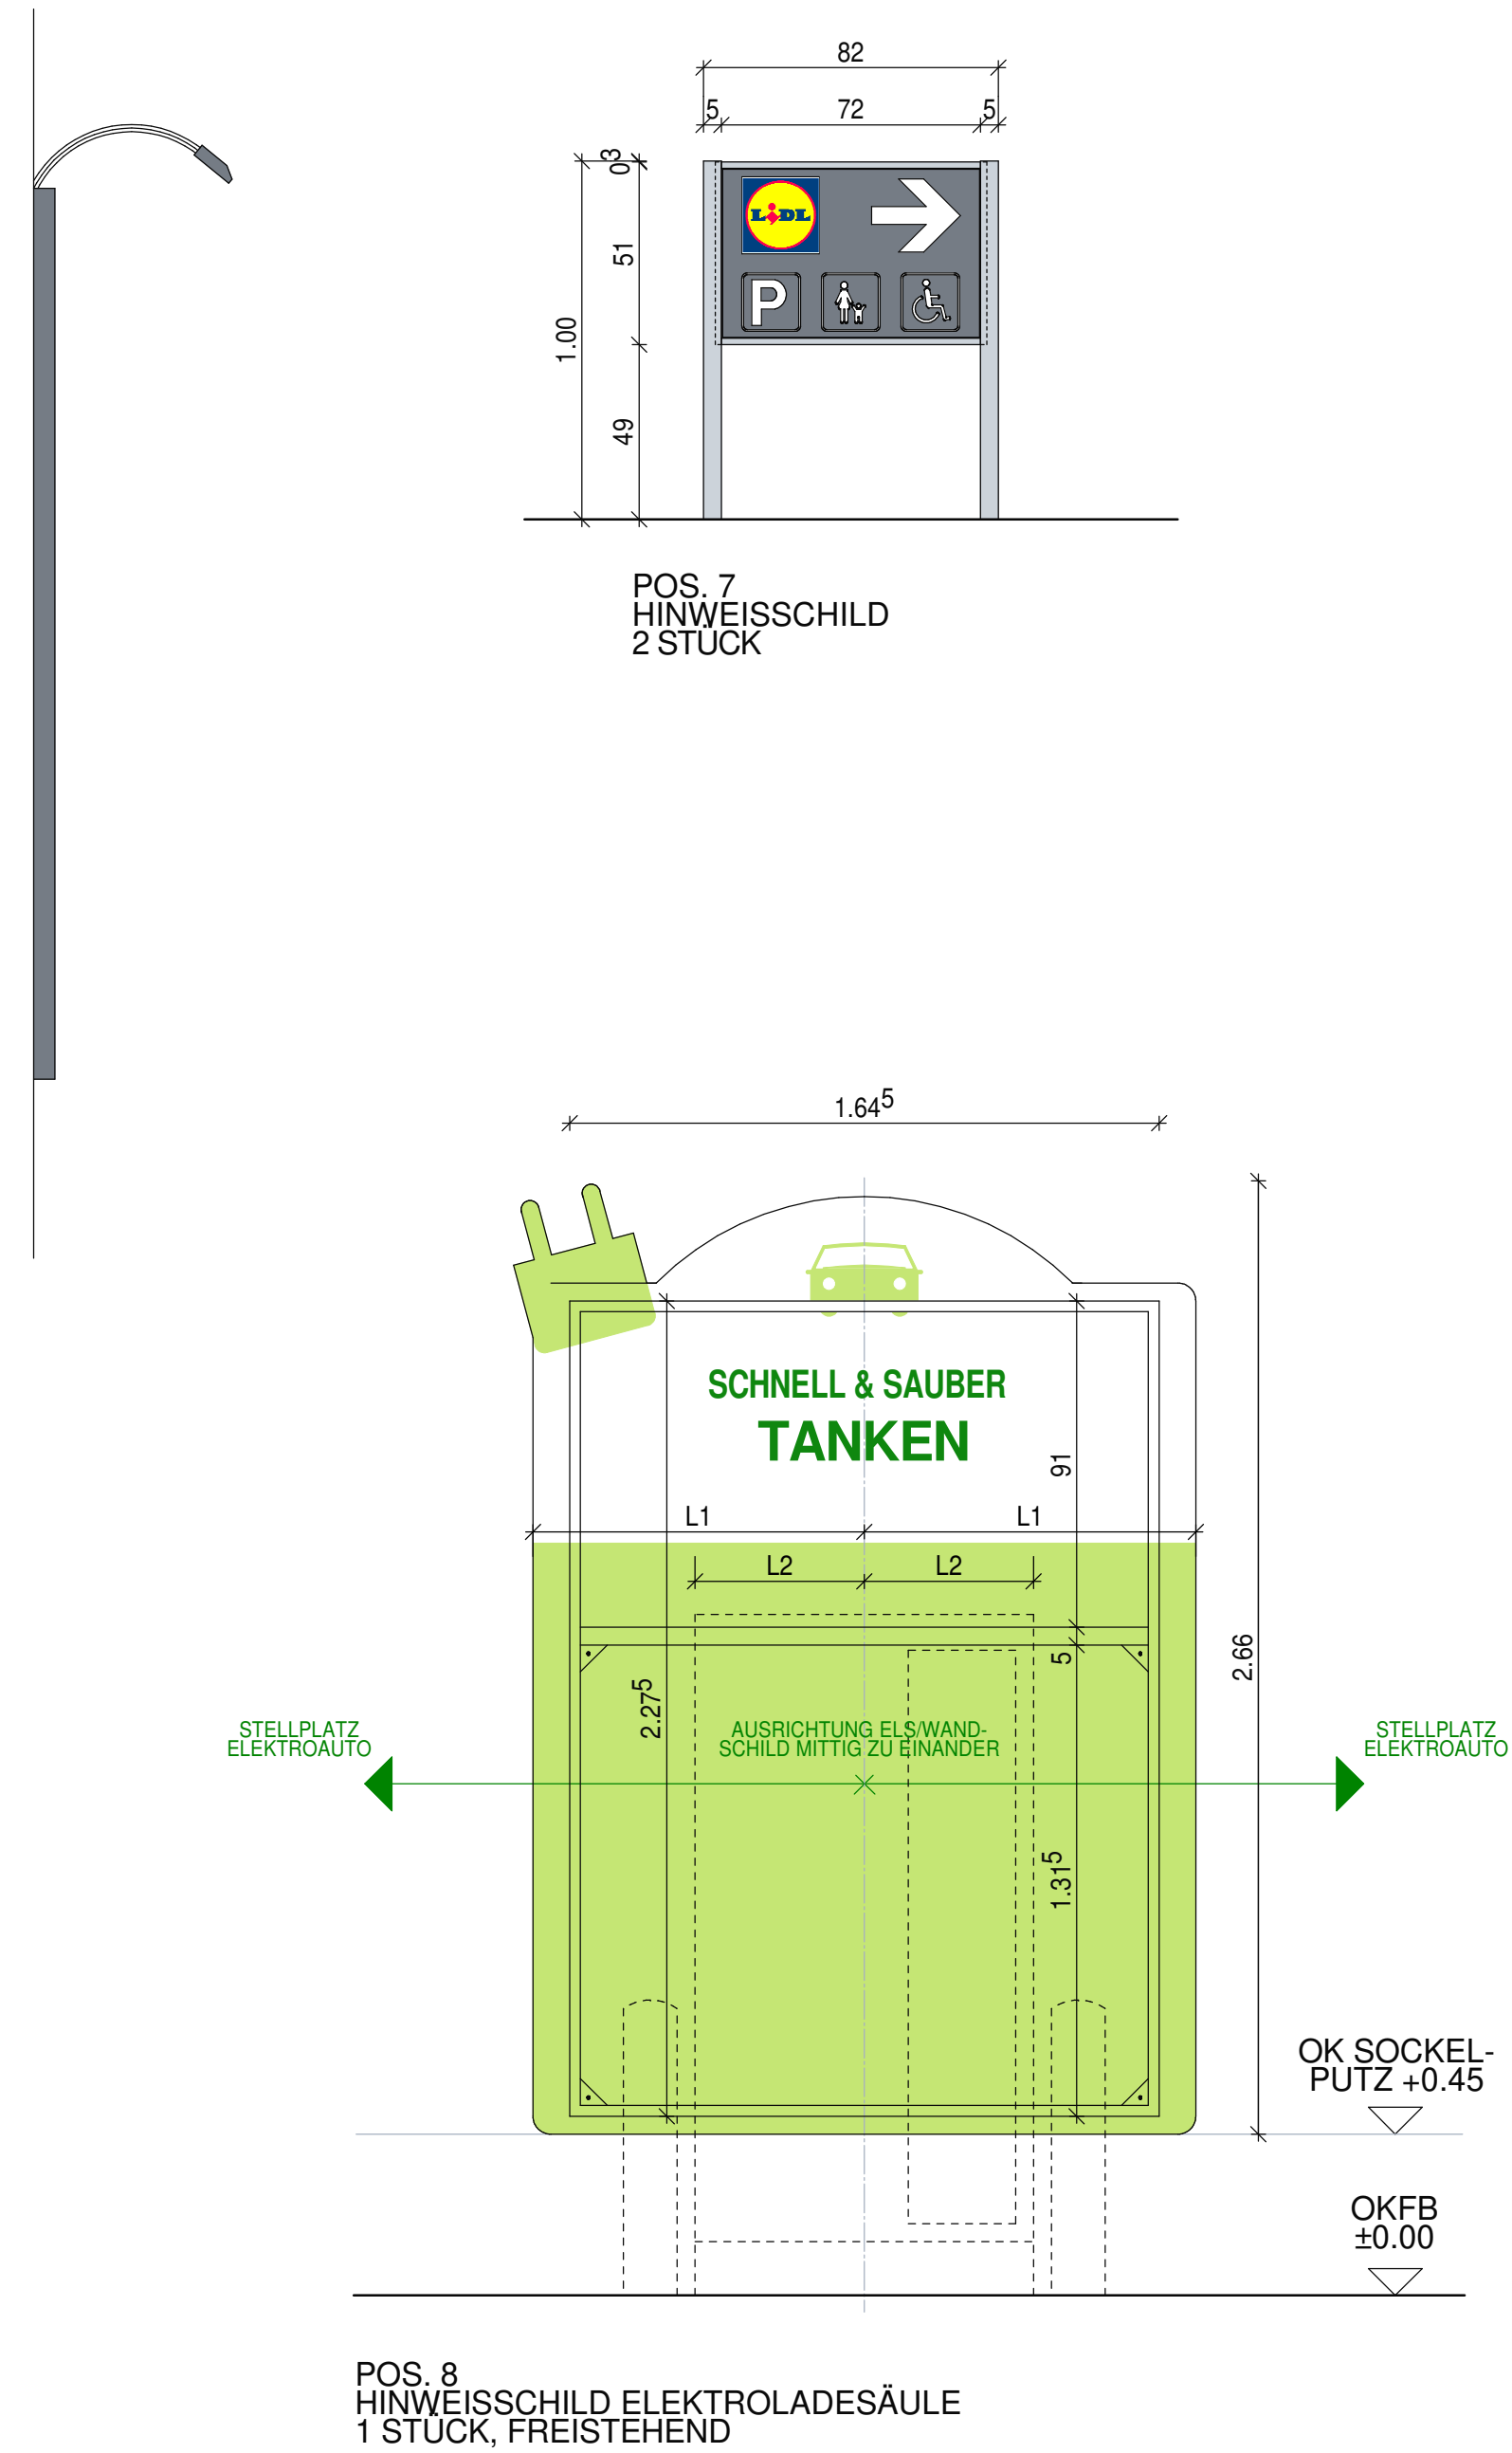 82
5 72 5
0³
51
1.00
49
LiDL
P
POS. 7
HINWEISSCHILD
2 STÜCK
1.64⁵
SCHNELL & SAUBER
TANKEN
91
L1 L1
L2 L2
5
2.66
2.27⁵
STELLPLATZ
ELEKTROAUTO
AUSRICHTUNG ELS/WAND-
SCHILD MITTIG ZU EINANDER
STELLPLATZ
ELEKTROAUTO
1.31⁵
OK SOCKEL-
PUTZ +0.45
OKFB
±0.00
POS. 8
HINWEISSCHILD ELEKTROLADESÄULE
1 STÜCK, FREISTEHEND